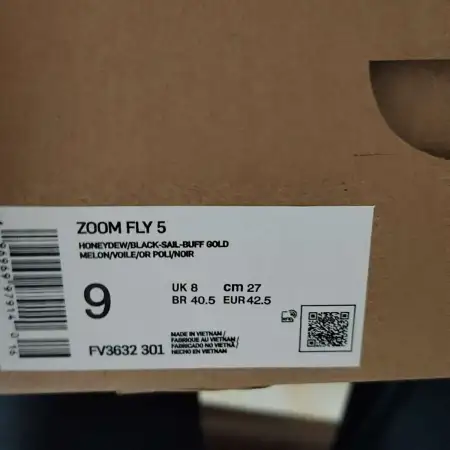 ZOOM FLY 5
HONEYDEW/BLACK-SAIL-BUFF GOLD
MELON/VOILE/OR POLI/NOIR
9
UK 8 cm 27
BR 40.5 EUR 42.5
FV3632 301
MADE IN VIETNAM /
FABRIQUE AU VIETNAM /
FABRICADO NO VIETNÃ /
HECHO EN VIETNAM